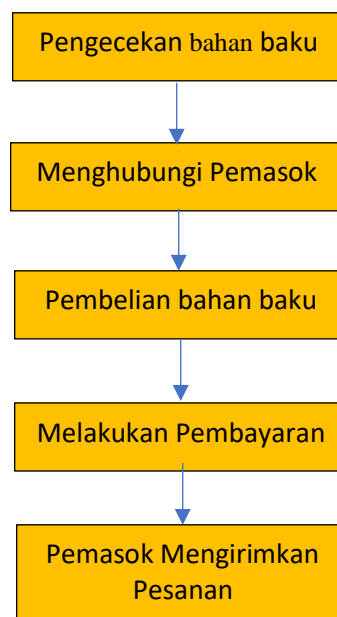 Pengecekan bahan baku
Menghubungi Pemasok
Pembelian bahan baku
Melakukan Pembayaran
Pemasok Mengirimkan
Pesanan